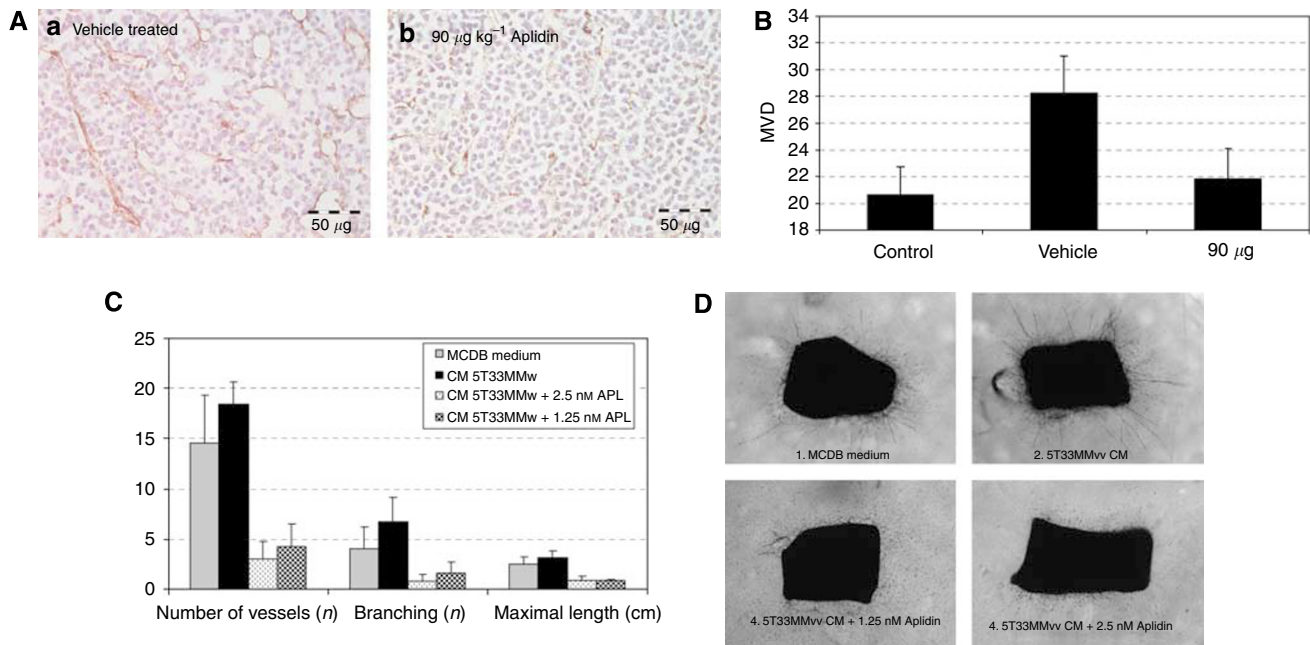 A
a Vehicle treated
50 μg
b 90 μg kg−1 Aplidin
50 μg
B
MVD
34
32
30
28
26
24
22
20
18
Control Vehicle 90 μg
C
25
20
15
10
5
0
MCDB medium
CM 5T33MMw
CM 5T33MMw + 2.5 nM APL
CM 5T33MMw + 1.25 nM APL
Number of vessels (n) Branching (n) Maximal length (cm)
D
1. MCDB medium
2. 5T33MMvv CM
4. 5T33MMvv CM + 1.25 nM Aplidin
4. 5T33MMvv CM + 2.5 nM Aplidin